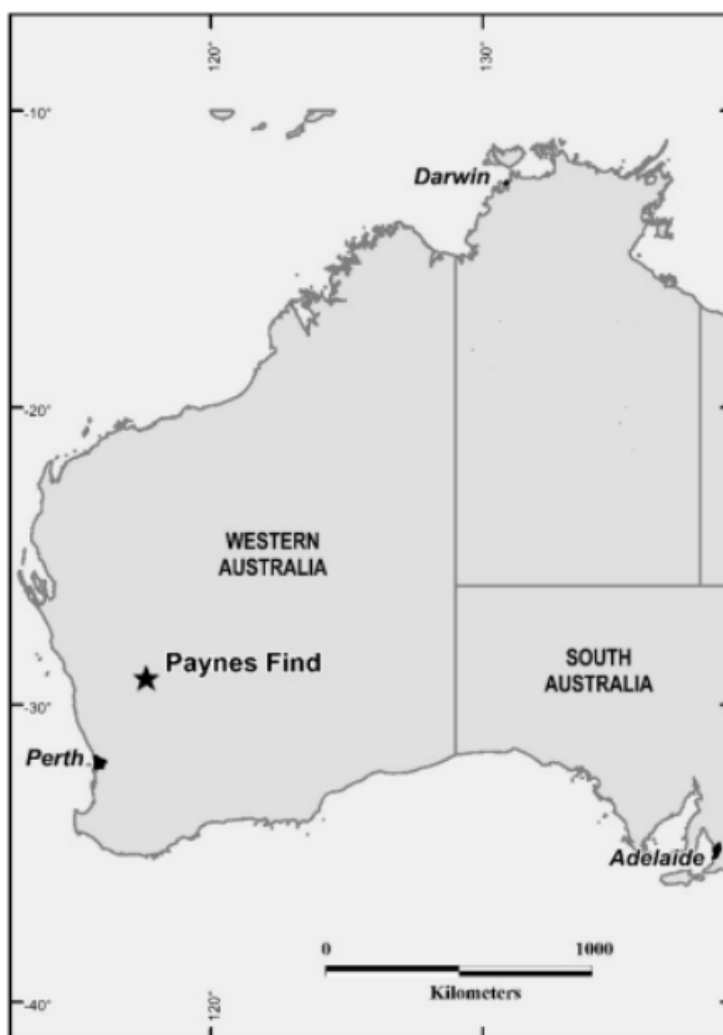 120°
130°
-10°
Darwin
-20°
WESTERN
AUSTRALIA
Paynes Find
SOUTH
AUSTRALIA
-30°
Perth
Adelaide
0
1000
Kilometers
-40°
120°
130°